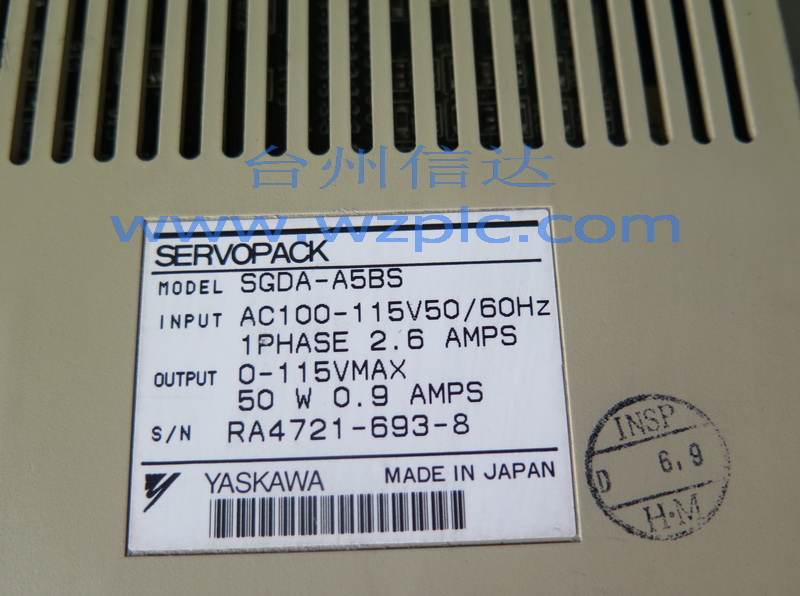 台州信达
www.wzplc.com
SERVOPACK
MODEL SGDA-A5BS
INPUT AC100-115V50/60Hz
1PHASE 2.6 AMPS
OUTPUT 0-115VMAX
50 W 0.9 AMPS
S/N RA4721-693-8
YASKAWA MADE IN JAPAN
INSP
D 6,9
H·M